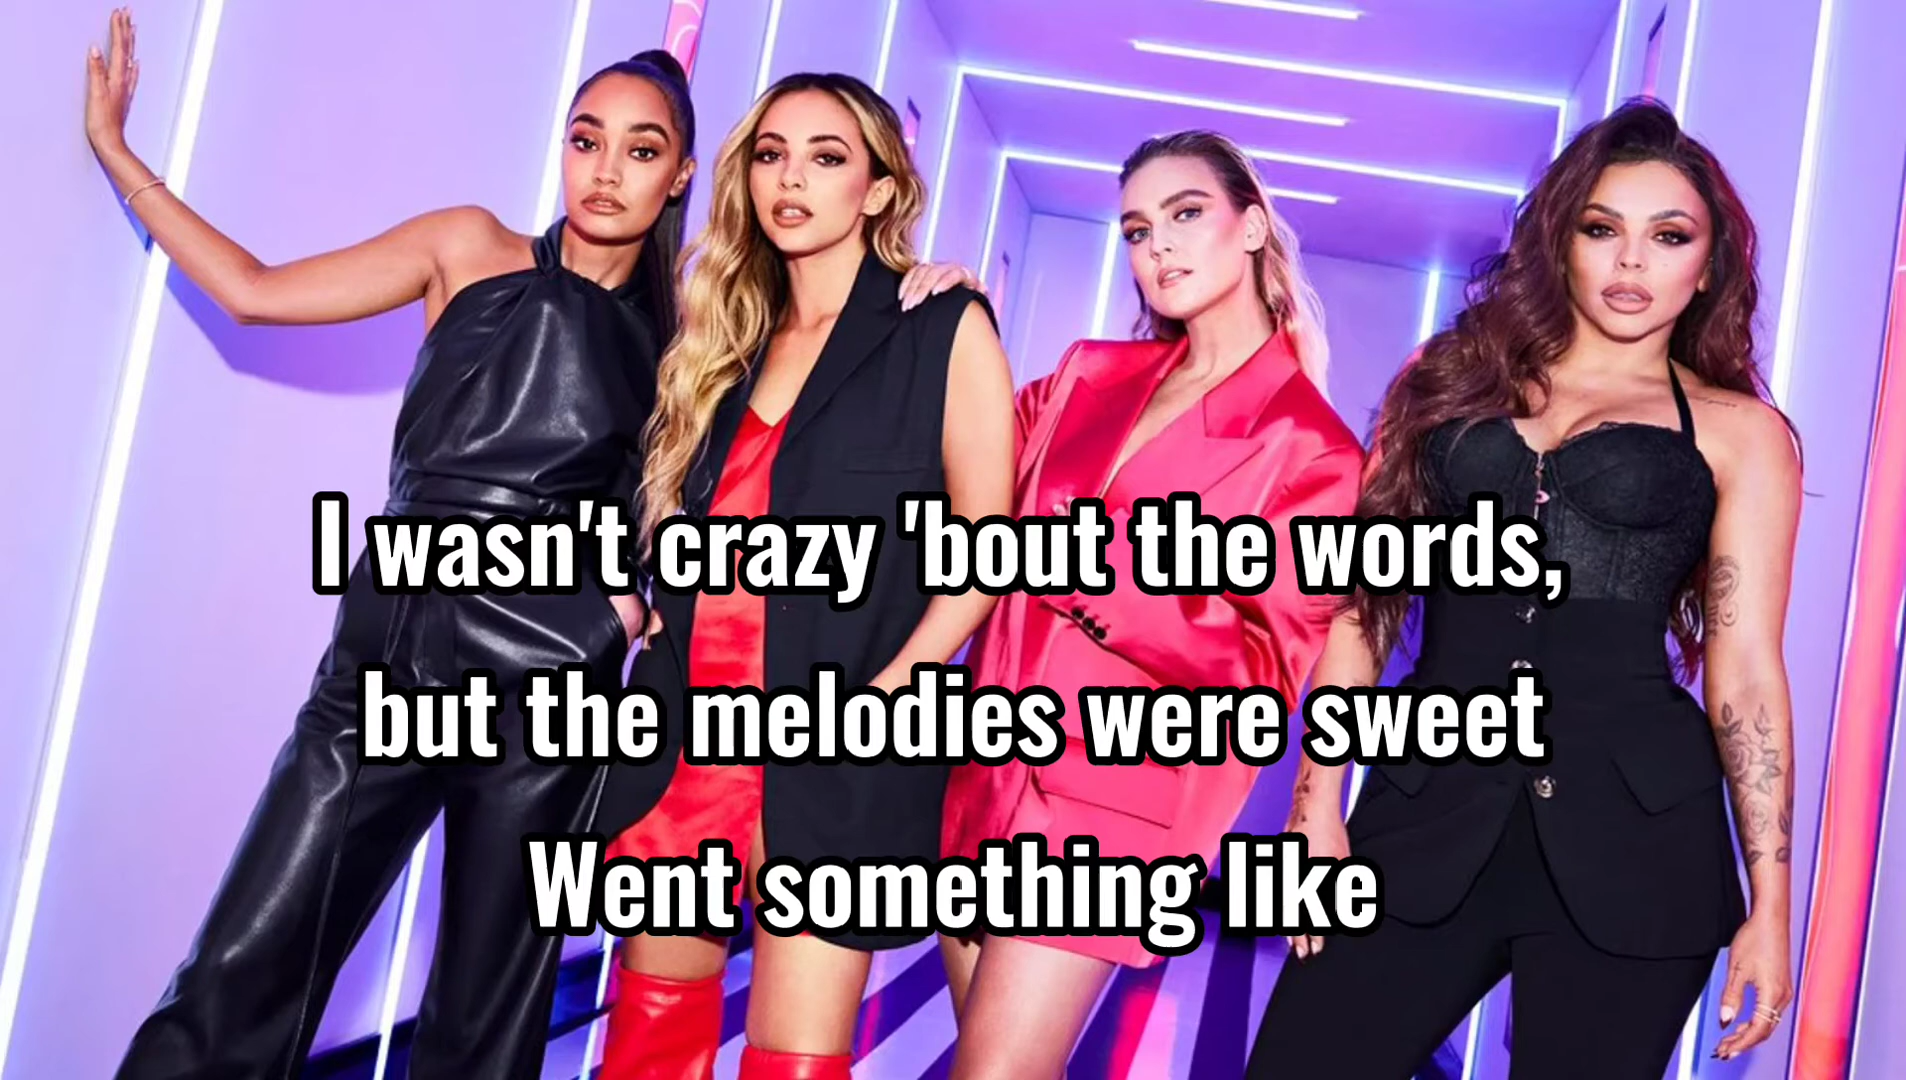 I wasn't crazy 'bout the words,
but the melodies were sweet
Went something like